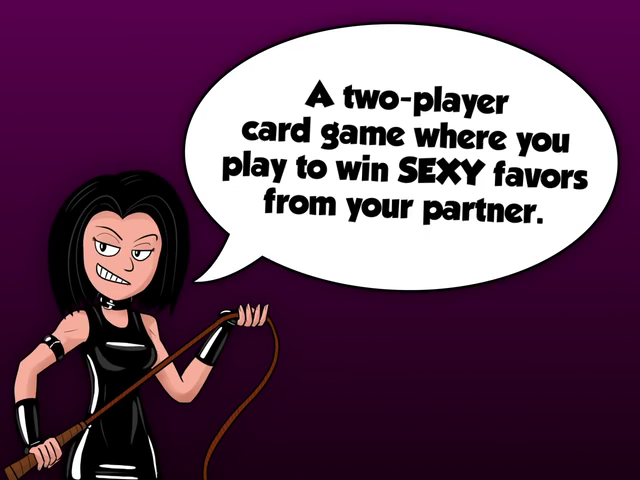 A two-player
card game where you
play to win SEXY favors
from your partner.